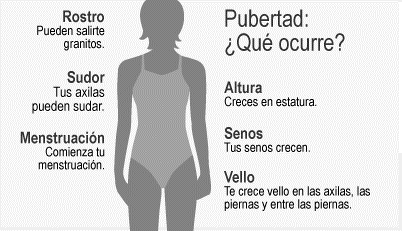 Pubertad:
¿Qué ocurre?
Rostro
Pueden salirte
granitos.
Sudor
Tus axilas
pueden sudar.
Menstruación
Comienza tu
menstruación.
Altura
Creces en estatura.
Senos
Tus senos crecen.
Vello
Te crece vello en las axilas, las
piernas y entre las piernas.